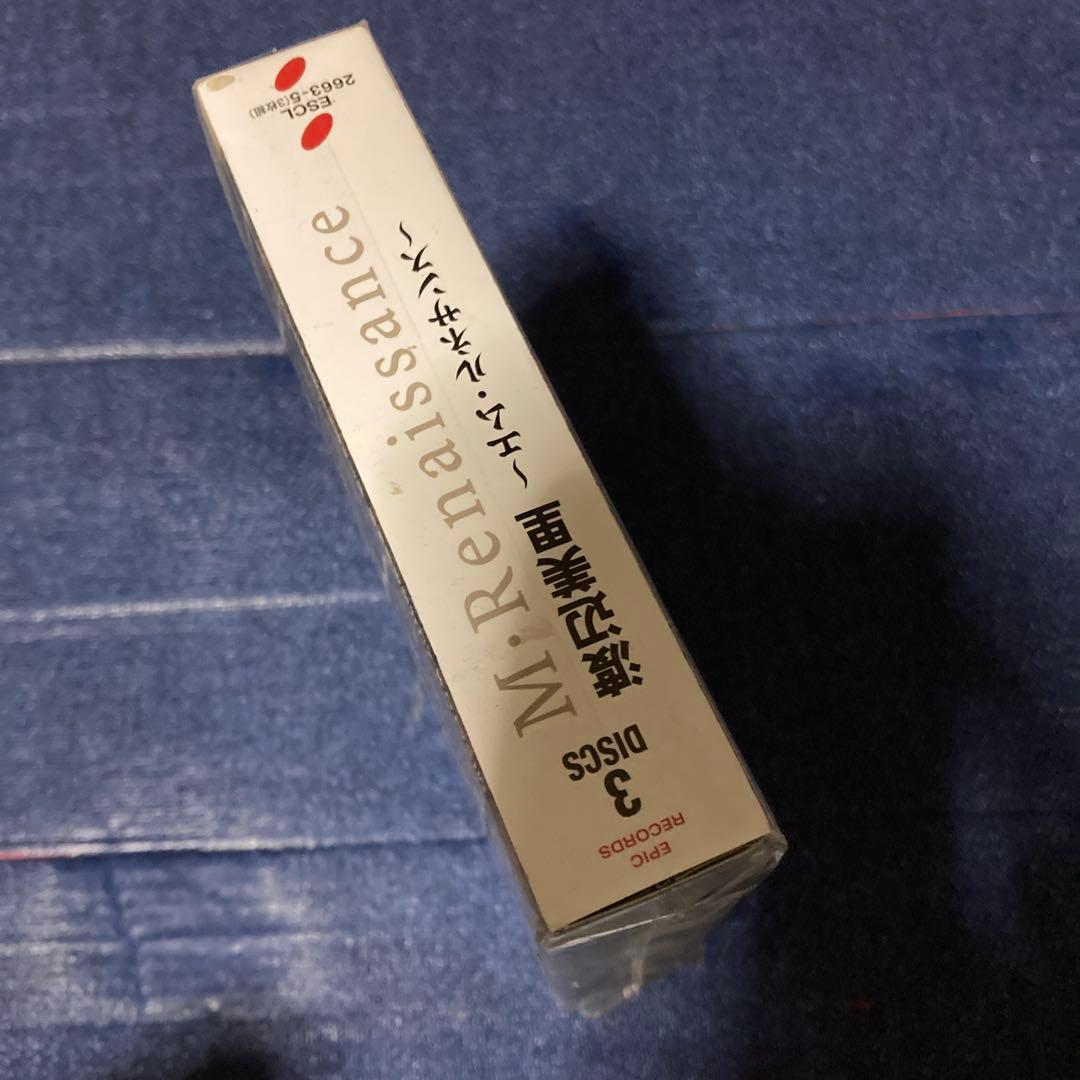 EPIC
RECORDS
3
DISCS
渡辺美里
M・Renaissance
～エム・ルネサンス～
ESCL
2663-5(3枚組)